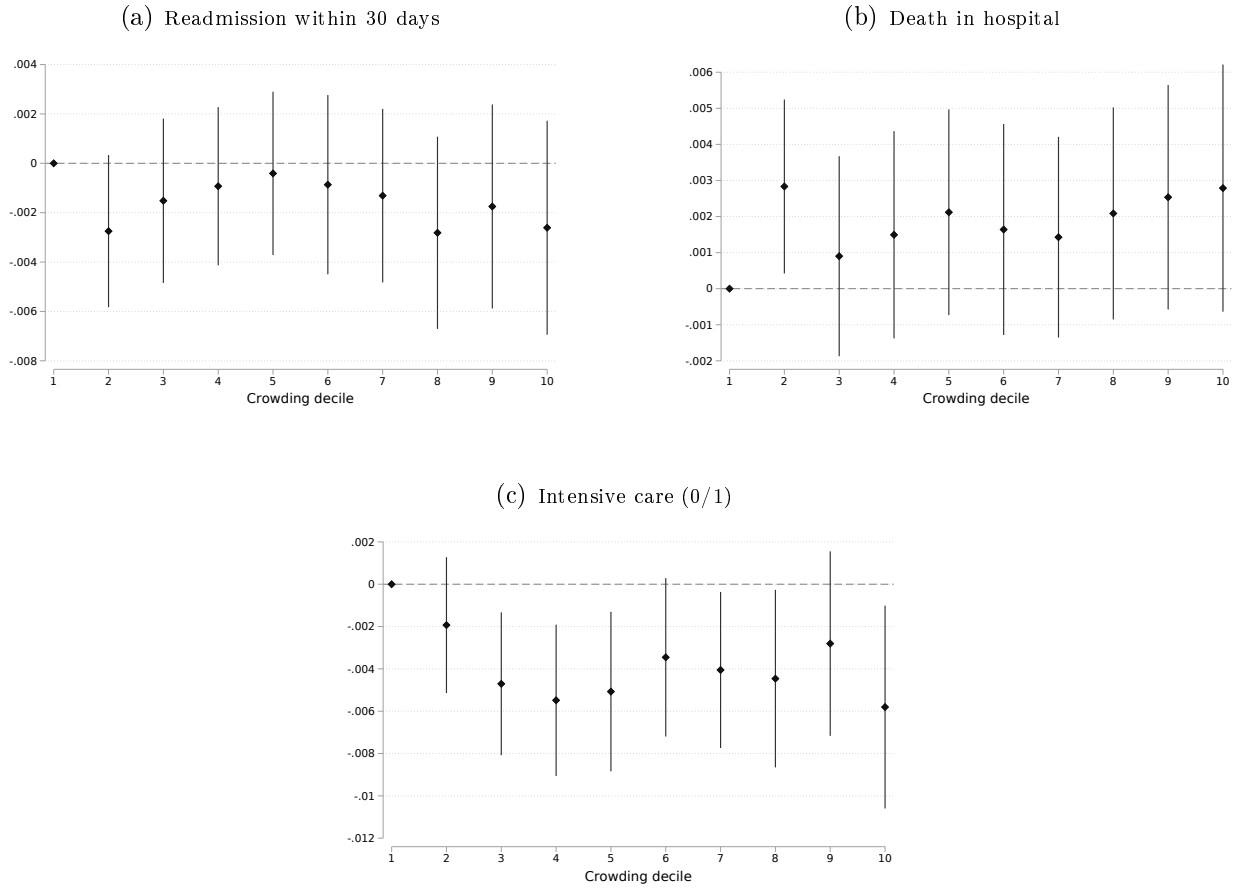 (a) Readmission within 30 days
.004
.002
0
-.002
-.004
-.006
-.008
1 2 3 4 5 6 7 8 9 10
Crowding decile
(b) Death in hospital
.006
.005
.004
.003
.002
.001
0
-.001
-.002
1 2 3 4 5 6 7 8 9 10
Crowding decile
(c) Intensive care (0/1)
.002
0
-.002
-.004
-.006
-.008
-.01
-.012
1 2 3 4 5 6 7 8 9 10
Crowding decile